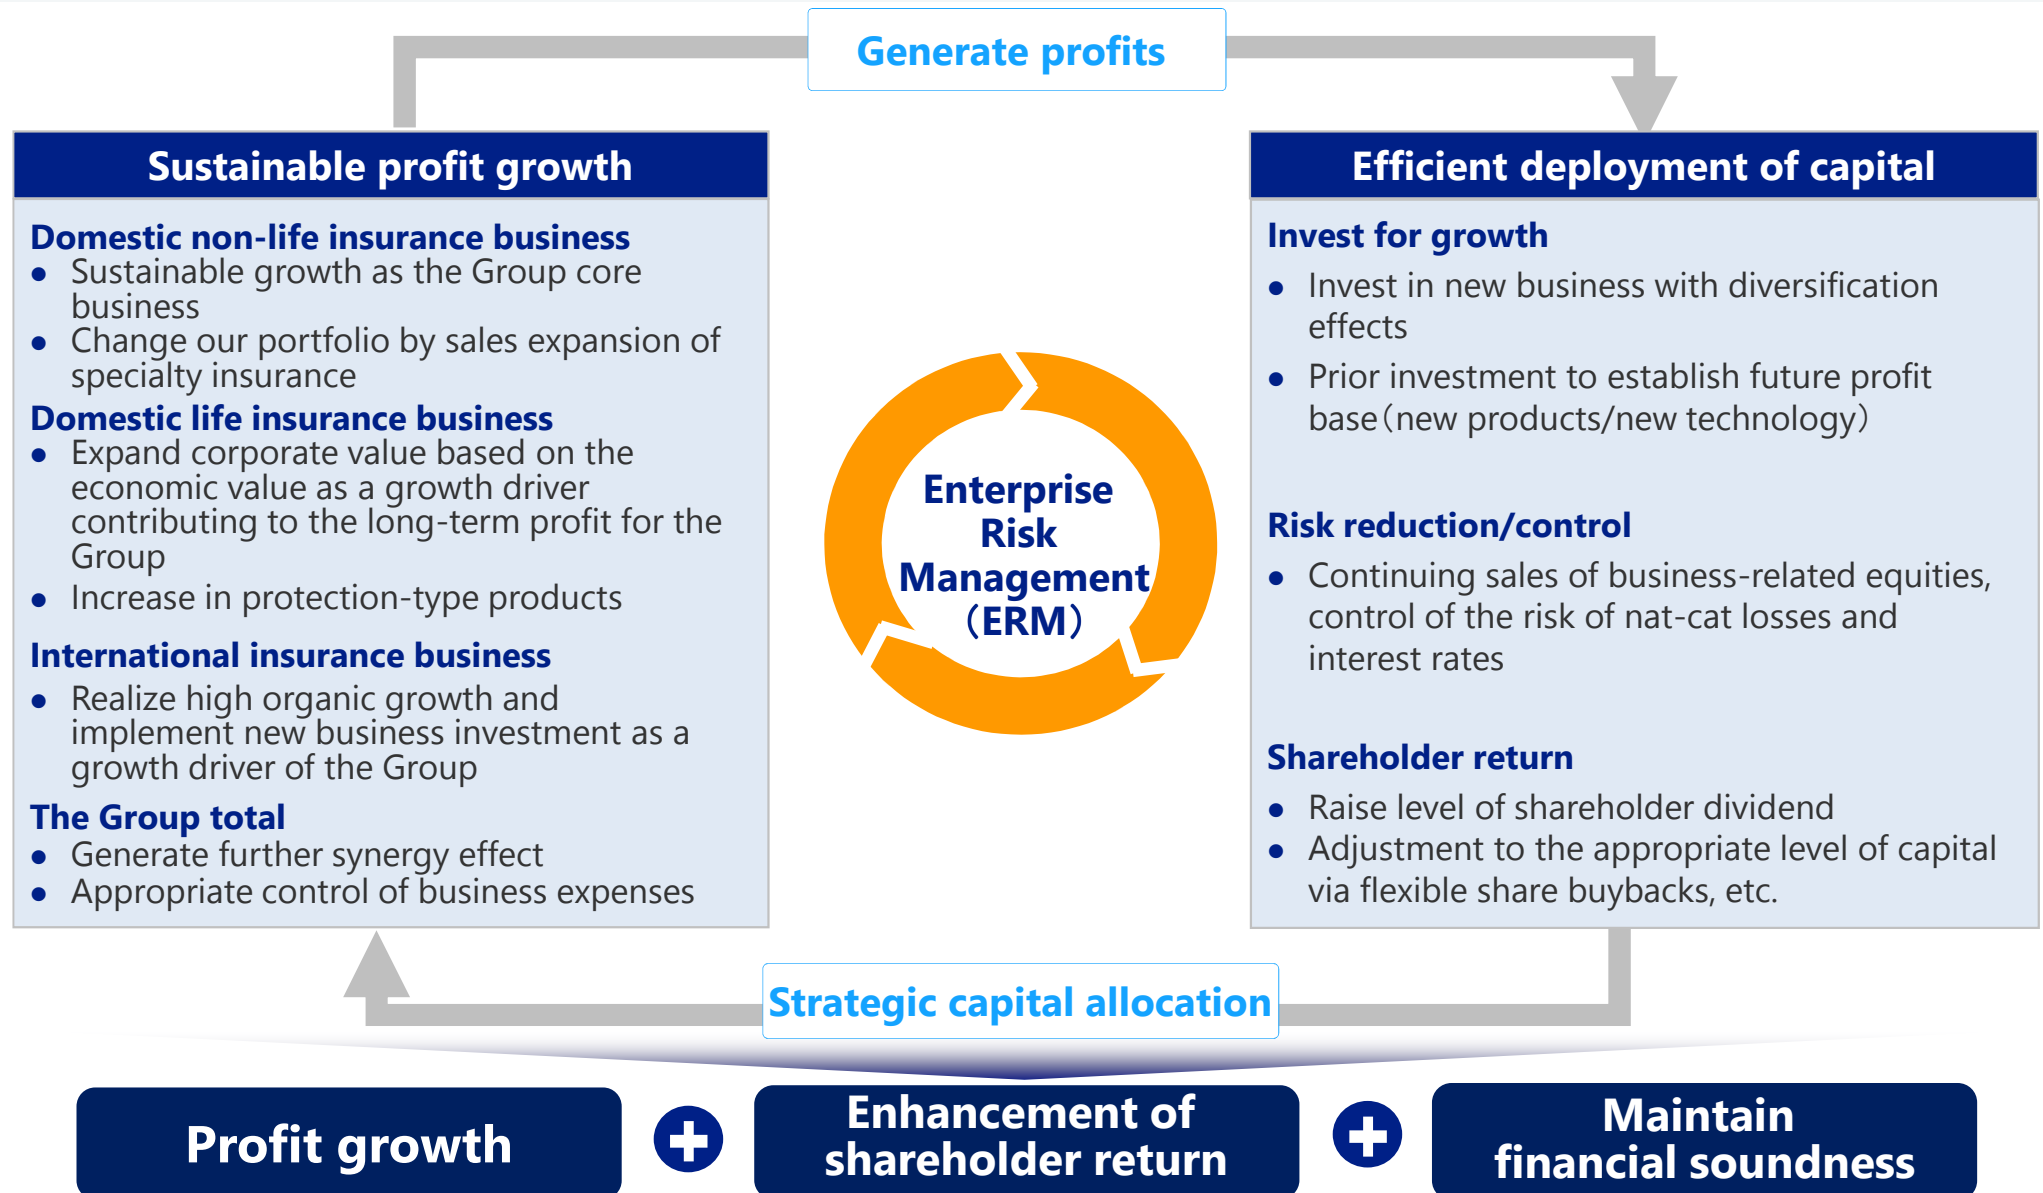 Generate profits
Sustainable profit growth
Domestic non-life insurance business
● Sustainable growth as the Group core
business
● Change our portfolio by sales expansion of
specialty insurance
Domestic life insurance business
● Expand corporate value based on the
economic value as a growth driver
contributing to the long-term profit for the
Group
● Increase in protection-type products
International insurance business
● Realize high organic growth and
implement new business investment as a
growth driver of the Group
The Group total
● Generate further synergy effect
● Appropriate control of business expenses
Enterprise
Risk
Management
（ERM）
Efficient deployment of capital
Invest for growth
● Invest in new business with diversification
effects
● Prior investment to establish future profit
base（new products/new technology）
Risk reduction/control
● Continuing sales of business-related equities,
control of the risk of nat-cat losses and
interest rates
Shareholder return
● Raise level of shareholder dividend
● Adjustment to the appropriate level of capital
via flexible share buybacks, etc.
Strategic capital allocation
Profit growth
+
Enhancement of
shareholder return
+
Maintain
financial soundness